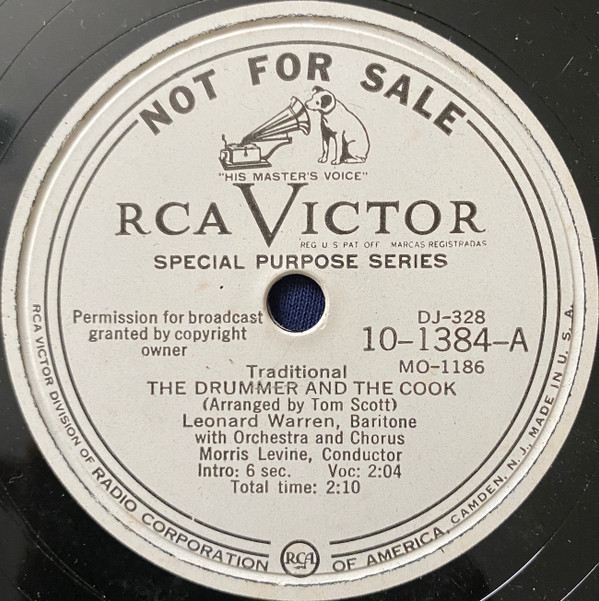 NOT FOR SALE
"HIS MASTER'S VOICE"
RCA VICTOR
REG U S PAT OFF MARCAS REGISTRADAS
SPECIAL PURPOSE SERIES
Permission for broadcast
granted by copyright
owner
DJ-328
10-1384-A
MO-1186
Traditional
THE DRUMMER AND THE COOK
(Arranged by Tom Scott)
Leonard Warren, Baritone
with Orchestra and Chorus
Morris Levine, Conductor
Intro: 6 sec. Voc: 2:04
Total time: 2:10
RCA VICTOR DIVISION OF RADIO CORPORATION OF AMERICA, CAMDEN, N. J., MADE IN U. S. A.
RCA